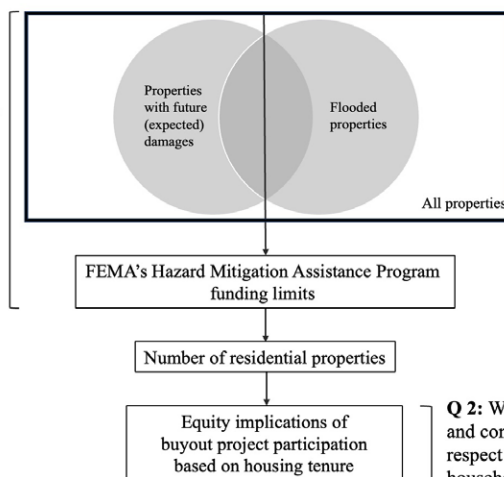 Properties
with future
(expected)
damages
Flooded
properties
All properties
FEMA's Hazard Mitigation Assistance Program
funding limits
Number of residential properties
Equity implications of
buyout project participation
based on housing tenure
Q 2: W
and con
respect